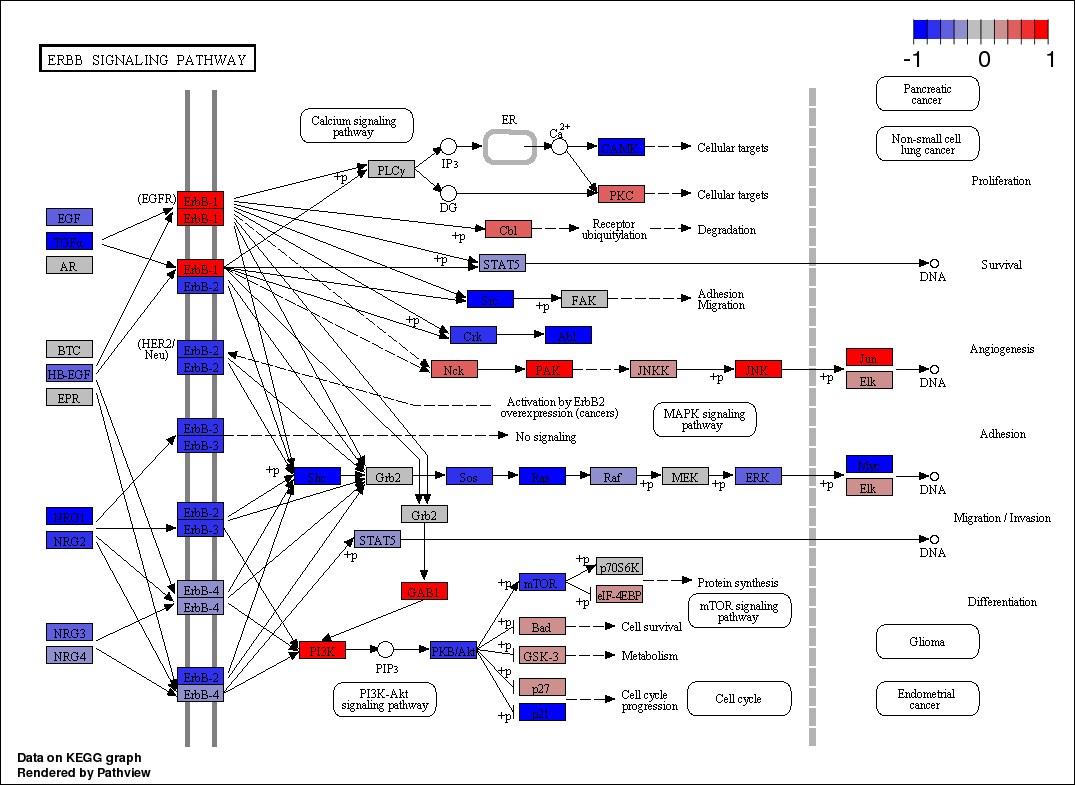 ERBB SIGNALING PATHWAY
-1 0 1
Pancreatic
cancer
Non-small cell
lung cancer
Calcium signaling
pathway
ER
Ca2+
IP3
DG
PLCγ
+p
CAMK
Cellular targets
PKC
Cellular targets
Proliferation
(EGFR)
ErbB-1
ErbB-1
EGF
TGFα
AR
Cbl
+p
Receptor
ubiquitylation
Degradation
ErbB-1
ErbB-2
+p
STAT5
DNA
Survival
Src
+p
FAK
Adhesion
Migration
+p
Crk
Abl
BTC
HB-EGF
EPR
(HER2/
Neu)
ErbB-2
ErbB-2
Nck
PAK
JNKK
+p
JNK
+p
Jun
Elk
DNA
Angiogenesis
Activation by ErbB2
overexpression (cancers)
MAPK signaling
pathway
ErbB-3
ErbB-3
No signaling
Adhesion
+p
Shc
Grb2
Sos
Ras
Raf
+p
MEK
+p
ERK
+p
Myc
Elk
DNA
NRG1
NRG2
ErbB-2
ErbB-3
Grb2
STAT5
+p
DNA
Migration / Invasion
ErbB-4
ErbB-4
GAB1
mTOR
+p
p70S6K
+p
eIF-4EBP
Protein synthesis
mTOR signaling
pathway
Differentiation
NRG3
NRG4
PI3K
PIP3
PKB/Akt
+p
+p
Bad
Cell survival
+p
GSK-3
Metabolism
+p
p27
+p
p21
Cell cycle
progression
Cell cycle
Glioma
ErbB-2
ErbB-4
PI3K-Akt
signaling pathway
Endometrial
cancer
Data on KEGG graph
Rendered by Pathview